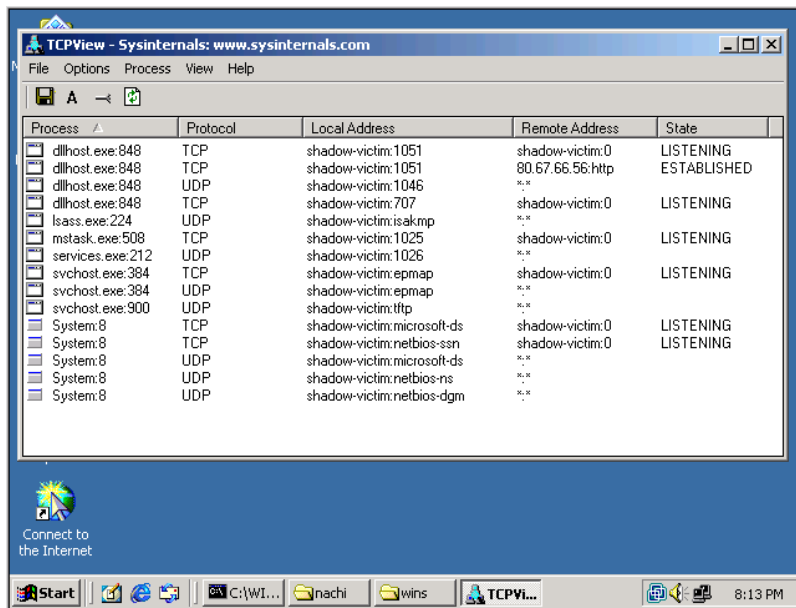 TCPView - Sysinternals: www.sysinternals.com
File Options Process View Help
A
Process Protocol Local Address Remote Address State
dllhost.exe:848 TCP shadow-victim:1051 shadow-victim:0 LISTENING
dllhost.exe:848 TCP shadow-victim:1051 80.67.66.56:http ESTABLISHED
dllhost.exe:848 UDP shadow-victim:1046 *:*
dllhost.exe:848 TCP shadow-victim:707 shadow-victim:0 LISTENING
lsass.exe:224 UDP shadow-victim:isakmp *:*
mstask.exe:508 TCP shadow-victim:1025 shadow-victim:0 LISTENING
services.exe:212 UDP shadow-victim:1026 *:*
svchost.exe:384 TCP shadow-victim:epmap shadow-victim:0 LISTENING
svchost.exe:384 UDP shadow-victim:epmap *:*
svchost.exe:900 UDP shadow-victim:tftp *:*
System:8 TCP shadow-victim:microsoft-ds shadow-victim:0 LISTENING
System:8 TCP shadow-victim:netbios-ssn shadow-victim:0 LISTENING
System:8 UDP shadow-victim:microsoft-ds *:*
System:8 UDP shadow-victim:netbios-ns *:*
System:8 UDP shadow-victim:netbios-dgm *:*
Connect to
the Internet
Start C:\WI... nachi wins TCPVi... 8:13 PM